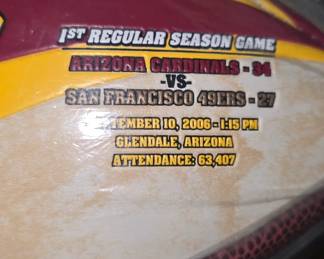 1ST REGULAR SEASON GAME
ARIZONA CARDINALS - 34
-VS-
SAN FRANCISCO 49ERS - 27
SEPTEMBER 10, 2006 - 1:15 PM
GLENDALE, ARIZONA
ATTENDANCE: 63,407